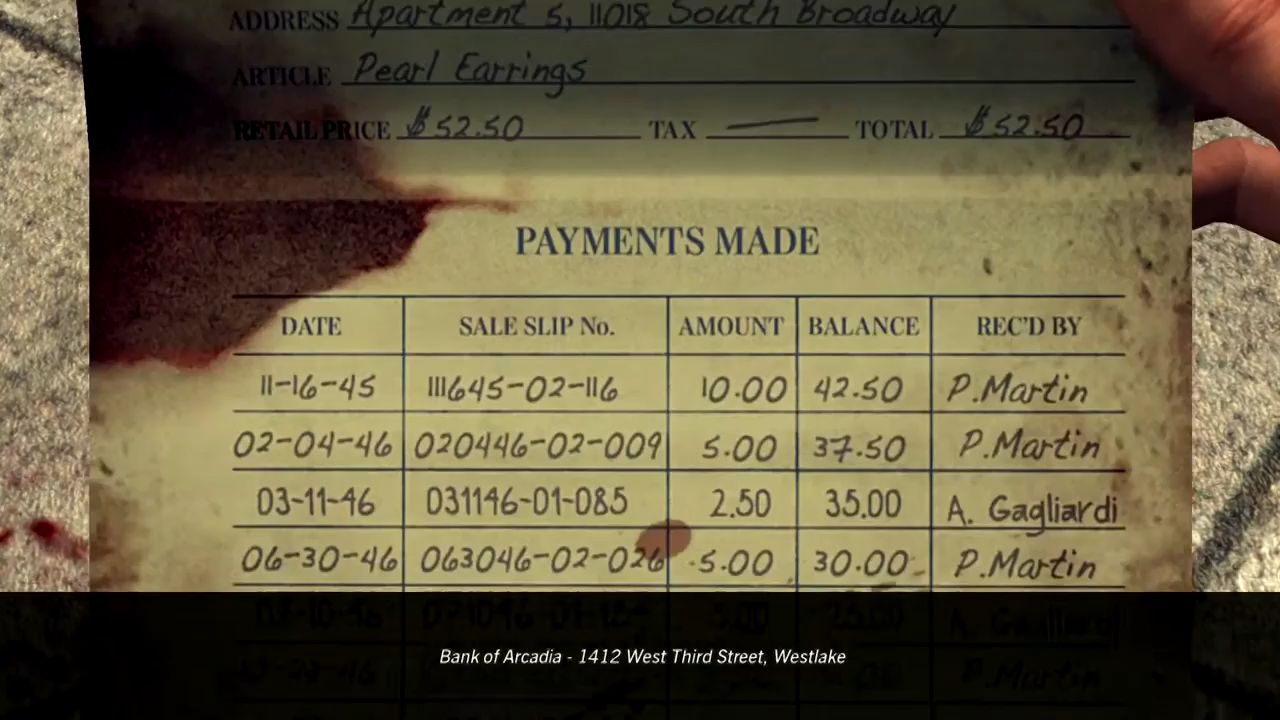 ADDRESS Apartment 5, 11018 South Broadway
ARTICLE Pearl Earrings
RETAIL PRICE $52.50 TAX — TOTAL $52.50
PAYMENTS MADE
DATE SALE SLIP No. AMOUNT BALANCE REC'D BY
11-16-45 111645-02-116 10.00 42.50 P.Martin
02-04-46 020446-02-009 5.00 37.50 P.Martin
03-11-46 031146-01-085 2.50 35.00 A. Gagliardi
06-30-46 063046-02-026 5.00 30.00 P.Martin
A. Gagliardi
Bank of Arcadia - 1412 West Third Street, Westlake
P.Martin